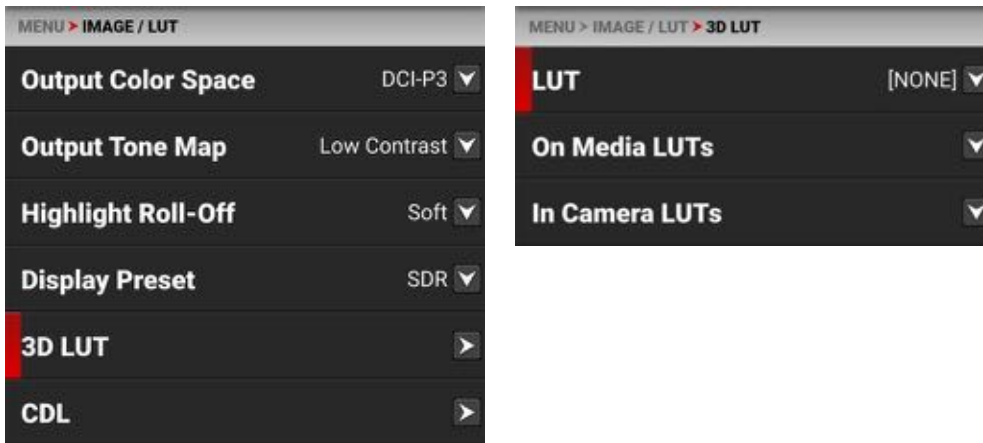 MENU > IMAGE / LUT
Output Color Space DCI-P3
Output Tone Map Low Contrast
Highlight Roll-Off Soft
Display Preset SDR
3D LUT
CDL
MENU > IMAGE / LUT > 3D LUT
LUT [NONE]
On Media LUTs
In Camera LUTs